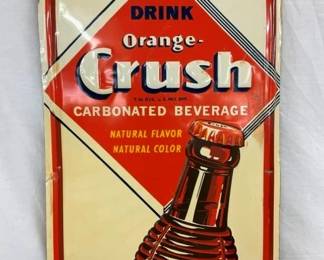 DRINK
Orange-
Crush
CARBONATED BEVERAGE
NATURAL FLAVOR
NATURAL COLOR